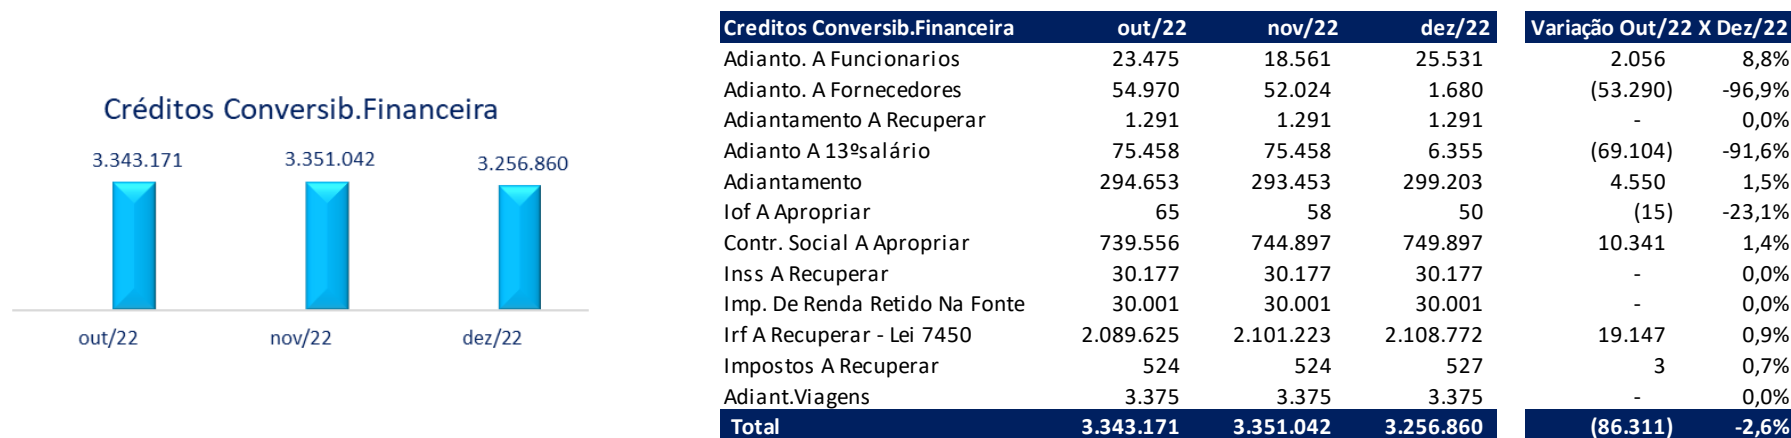 Créditos Conversib.Financeira
3.343.171 3.351.042 3.256.860
out/22 nov/22 dez/22
Creditos Conversib.Financeira out/22 nov/22 dez/22 Variação Out/22 X Dez/22
Adianto. A Funcionarios 23.475 18.561 25.531 2.056 8,8%
Adianto. A Fornecedores 54.970 52.024 1.680 (53.290) -96,9%
Adiantamento A Recuperar 1.291 1.291 1.291 - 0,0%
Adianto A 13ºsalário 75.458 75.458 6.355 (69.104) -91,6%
Adiantamento 294.653 293.453 299.203 4.550 1,5%
Iof A Apropriar 65 58 50 (15) -23,1%
Contr. Social A Apropriar 739.556 744.897 749.897 10.341 1,4%
Inss A Recuperar 30.177 30.177 30.177 - 0,0%
Imp. De Renda Retido Na Fonte 30.001 30.001 30.001 - 0,0%
Irf A Recuperar - Lei 7450 2.089.625 2.101.223 2.108.772 19.147 0,9%
Impostos A Recuperar 524 524 527 3 0,7%
Adiant.Viagens 3.375 3.375 3.375 - 0,0%
Total 3.343.171 3.351.042 3.256.860 (86.311) -2,6%